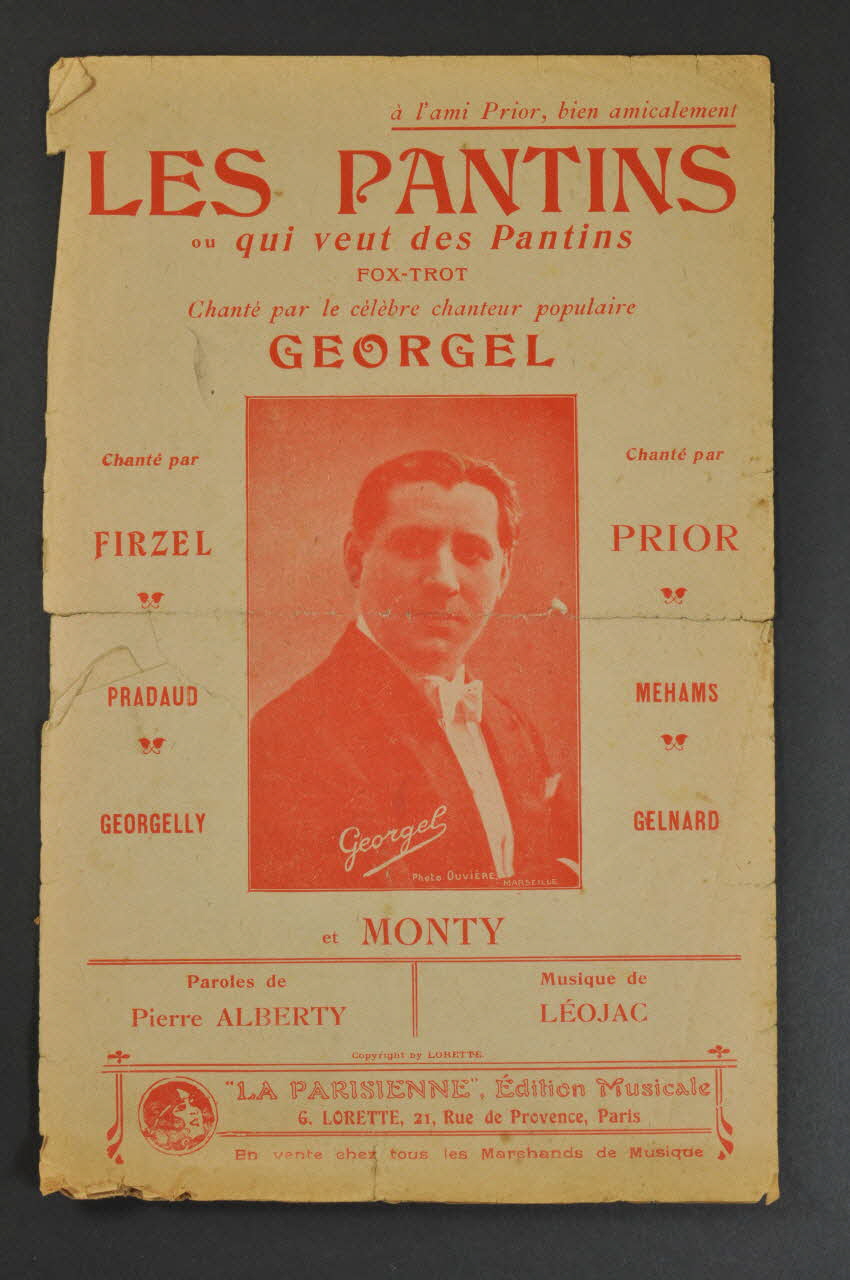 à l'ami Prior, bien amicalement
LES PANTINS
ou qui veut des Pantins
FOX-TROT
Chanté par le célèbre chanteur populaire
GEORGEL
Chanté par
FIRZEL
PRADAUD
GEORGELLY
Chanté par
PRIOR
MEHAMS
GELNARD
Georgel
Photo OUVIÈRE, MARSEILLE
et MONTY
Paroles de
Pierre ALBERTY
Musique de
LÉOJAC
Copyright by LORETTE.
"LA PARISIENNE", Édition Musicale
G. LORETTE, 21, Rue de Provence, Paris
En vente chez tous les Marchands de Musique